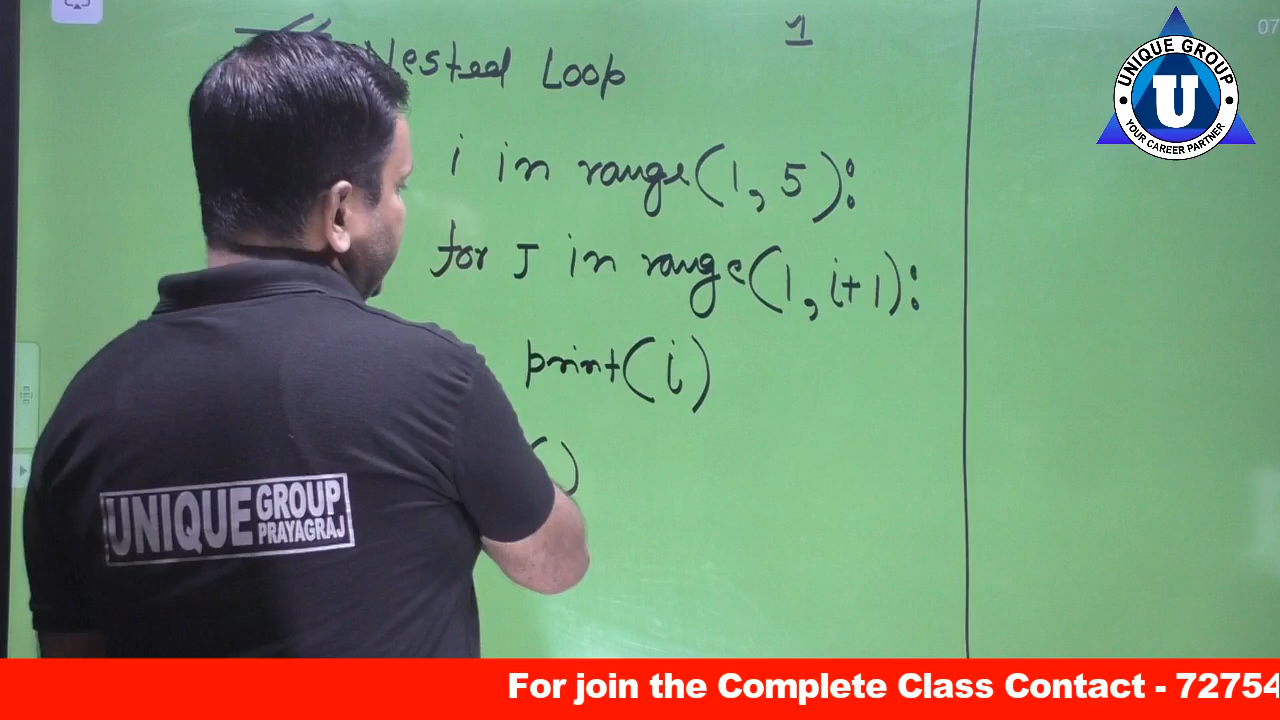 1
07
Nested Loop
i in range(1, 5):
for J in range(1, i+1):
print(i)
()
UNIQUE GROUP
U
YOUR CAREER PARTNER
UNIQUE GROUP
PRAYAGRAJ
For join the Complete Class Contact - 72754